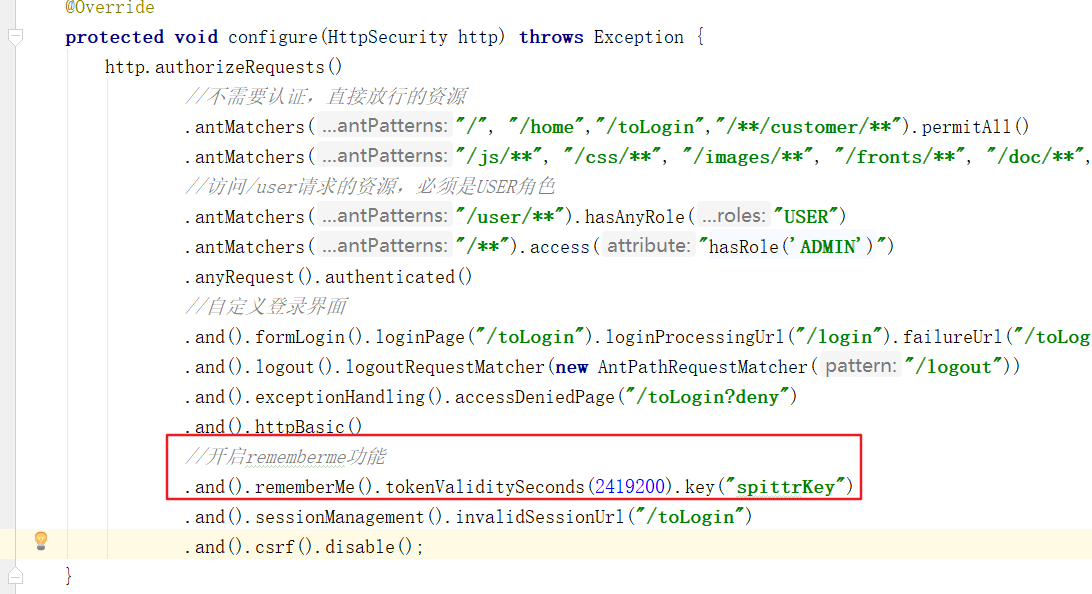 @Override
protected void configure(HttpSecurity http) throws Exception {
http.authorizeRequests()
//不需要认证，直接放行的资源
.antMatchers( ...antPatterns: "/", "/home","/toLogin","/**/customer/**").permitAll()
.antMatchers( ...antPatterns: "/js/**", "/css/**", "/images/**", "/fronts/**", "/doc/**",
//访问/user请求的资源，必须是USER角色
.antMatchers( ...antPatterns: "/user/**").hasAnyRole( ...roles: "USER")
.antMatchers( ...antPatterns: "/**").access( attribute: "hasRole('ADMIN')")
.anyRequest().authenticated()
//自定义登录界面
.and().formLogin().loginPage("/toLogin").loginProcessingUrl("/login").failureUrl("/toLog
.and().logout().logoutRequestMatcher(new AntPathRequestMatcher( pattern: "/logout"))
.and().exceptionHandling().accessDeniedPage("/toLogin?deny")
.and().httpBasic()
//开启rememberme功能
.and().rememberMe().tokenValiditySeconds(2419200).key("spittrKey")
.and().sessionManagement().invalidSessionUrl("/toLogin")
.and().csrf().disable();
}